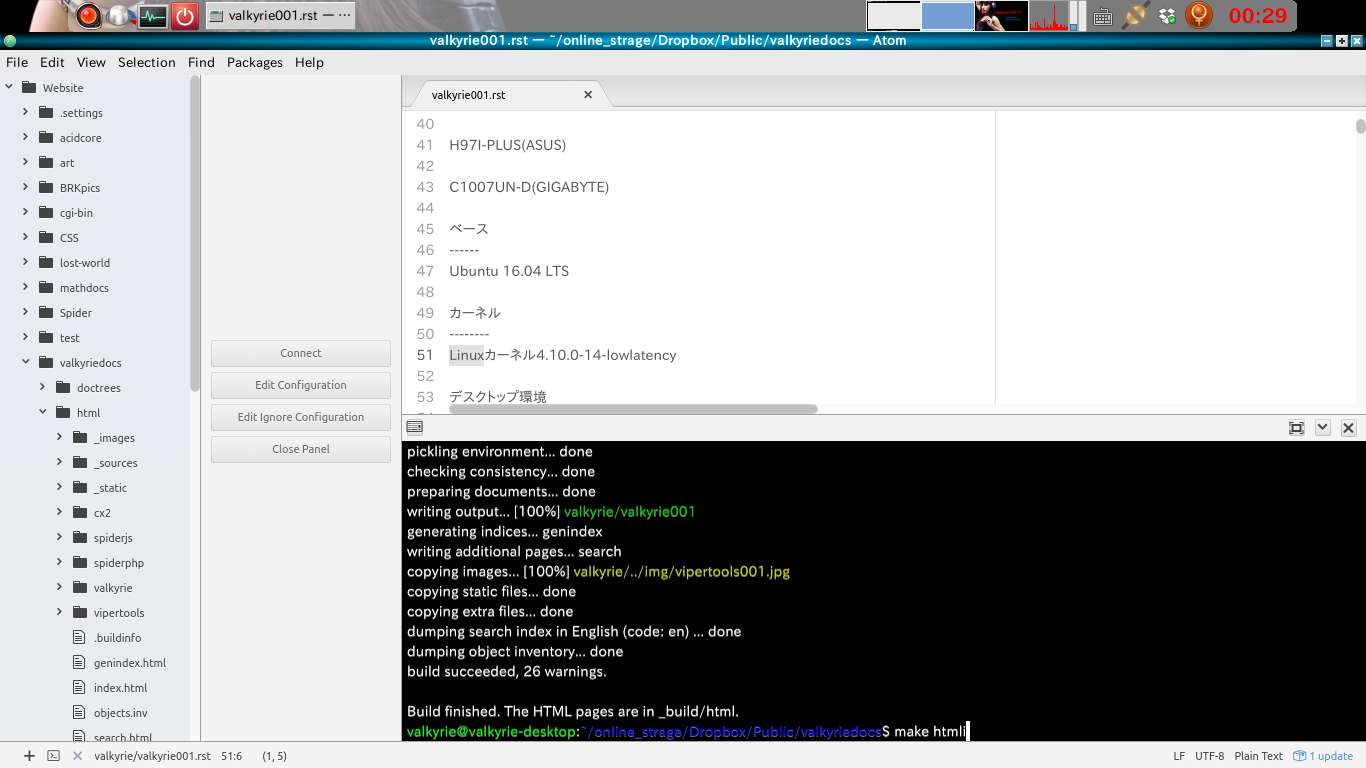 valkyrie001.rst — ⋯
00:29
valkyrie001.rst — ~/online_strage/Dropbox/Public/valkyriedocs — Atom
File Edit View Selection Find Packages Help
Website
.settings
acidcore
art
BRKpics
cgi-bin
CSS
lost-world
mathdocs
Spider
test
valkyriedocs
doctrees
html
_images
_sources
_static
cx2
spiderjs
spiderphp
valkyrie
vipertools
.buildinfo
genindex.html
index.html
objects.inv
search.html
Connect
Edit Configuration
Edit Ignore Configuration
Close Panel
valkyrie001.rst
40
41 H97I-PLUS(ASUS)
42
43 C1007UN-D(GIGABYTE)
44
45 ベース
46 ------
47 Ubuntu 16.04 LTS
48
49 カーネル
50 --------
51 Linuxカーネル4.10.0-14-lowlatency
52
53 デスクトップ環境
pickling environment... done
checking consistency... done
preparing documents... done
writing output... [100%] valkyrie/valkyrie001
generating indices... genindex
writing additional pages... search
copying images... [100%] valkyrie/../img/vipertools001.jpg
copying static files... done
copying extra files... done
dumping search index in English (code: en) ... done
dumping object inventory... done
build succeeded, 26 warnings.
Build finished. The HTML pages are in _build/html.
valkyrie@valkyrie-desktop:~/online_strage/Dropbox/Public/valkyriedocs$ make htmli
valkyrie/valkyrie001.rst 51:6 (1, 5) LF UTF-8 Plain Text 1 update